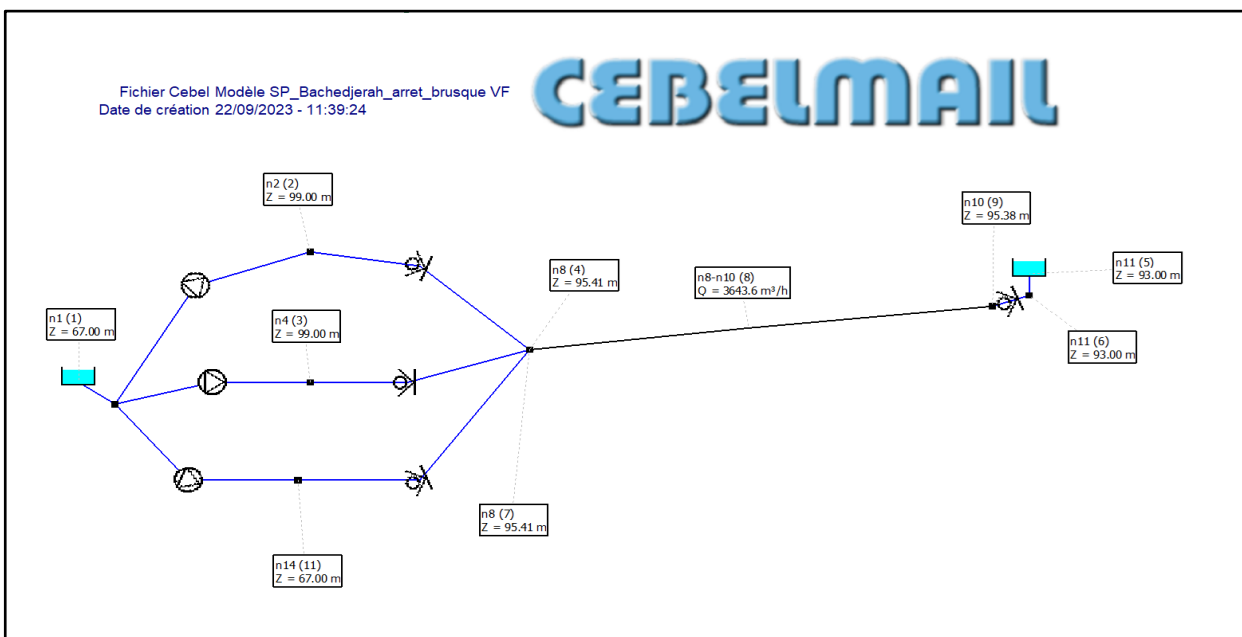 CEBELMAIL
Fichier Cebel Modèle SP_Bachedjerah_arret_brusque VF
Date de création 22/09/2023 - 11:39:24
n2 (2)
Z = 99.00 m
n10 (9)
Z = 95.38 m
n8 (4)
Z = 95.41 m
n8-n10 (8)
Q = 3643.6 m³/h
n11 (5)
Z = 93.00 m
n1 (1)
Z = 67.00 m
n4 (3)
Z = 99.00 m
n11 (6)
Z = 93.00 m
n8 (7)
Z = 95.41 m
n14 (11)
Z = 67.00 m